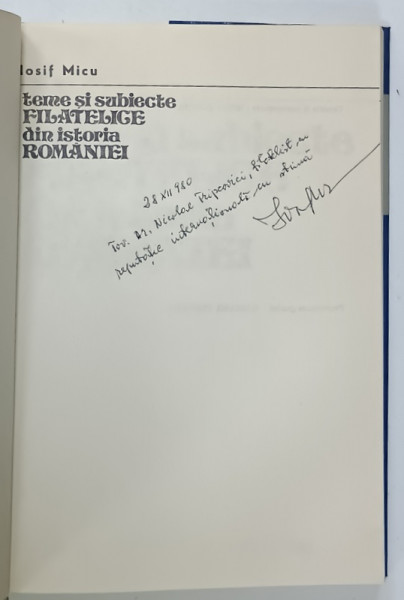 Iosif Micu
teme și subiecte
FILATELICE
din istoria
ROMÂNIEI
28 XII 980
Tov. Dr. Nicolae Tripcovici, filatelist cu
reputație internațională cu stimă